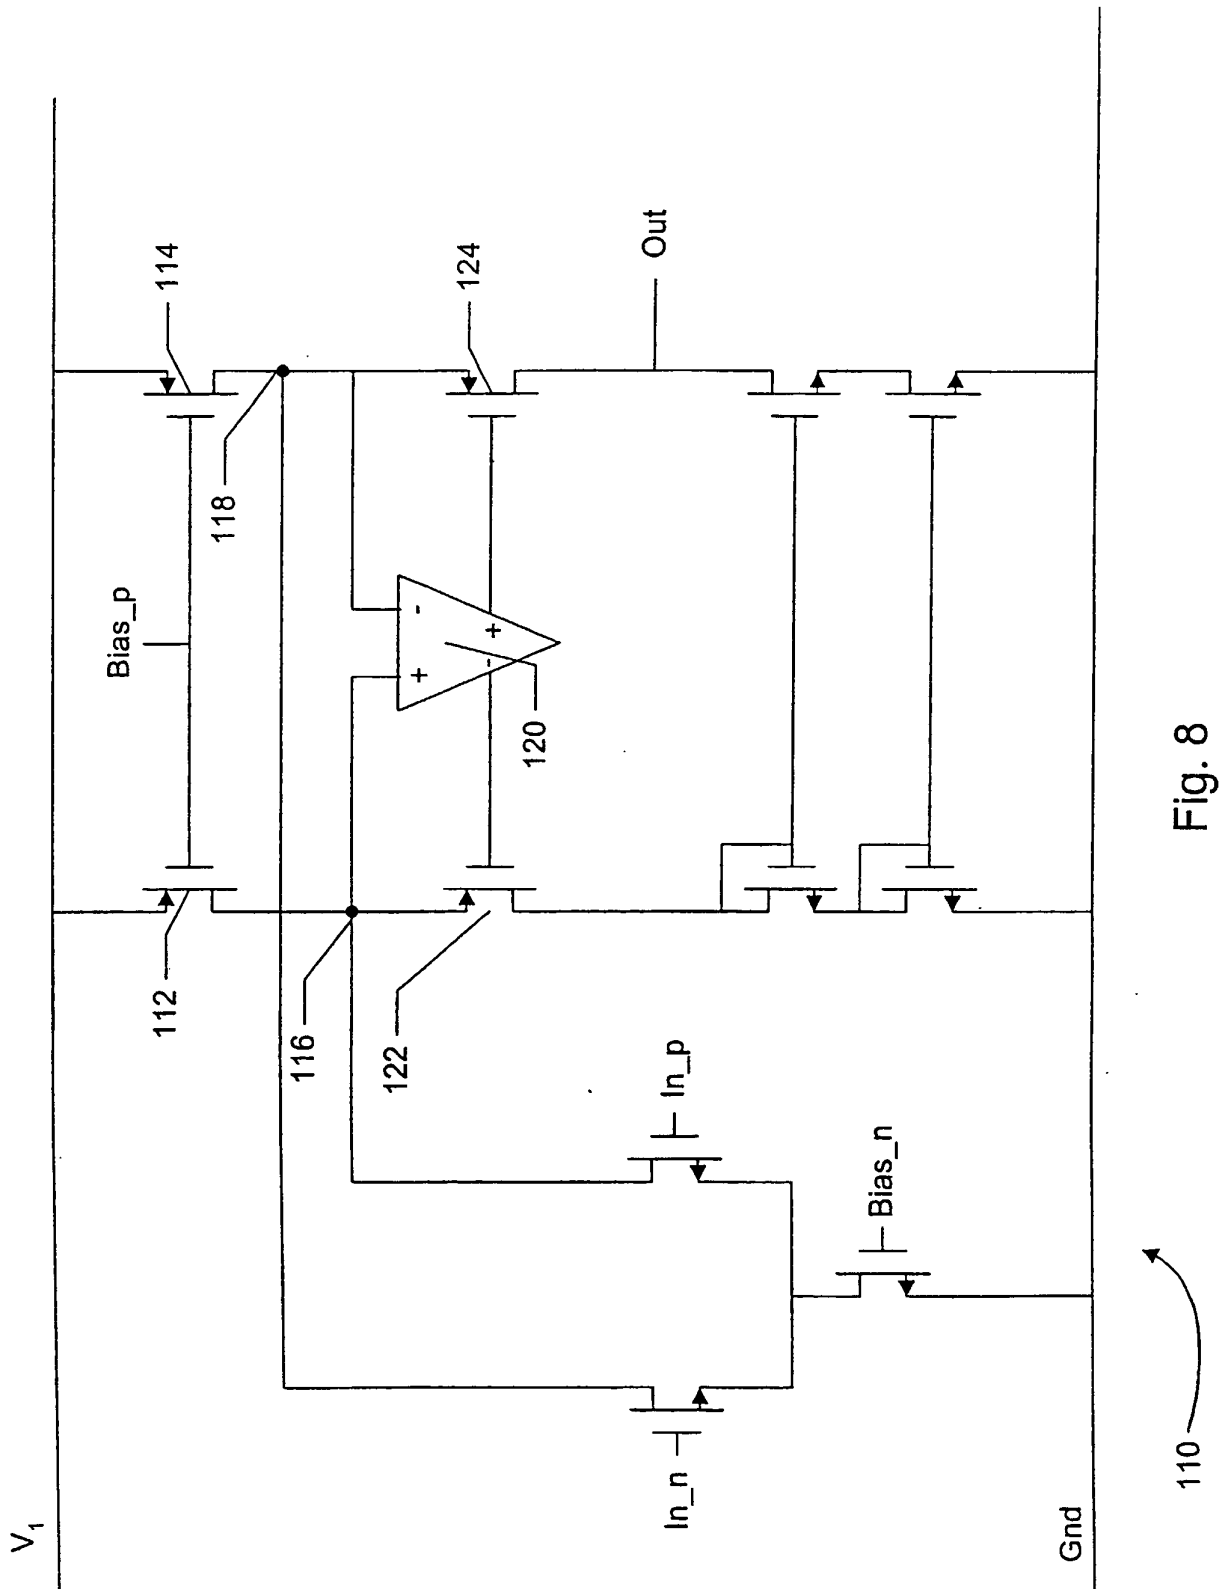 V1
Bias_p
114
112
118
116
120
122
124
In_n
In_p
Bias_n
Out
Gnd
110
Fig. 8
+
-
-
+